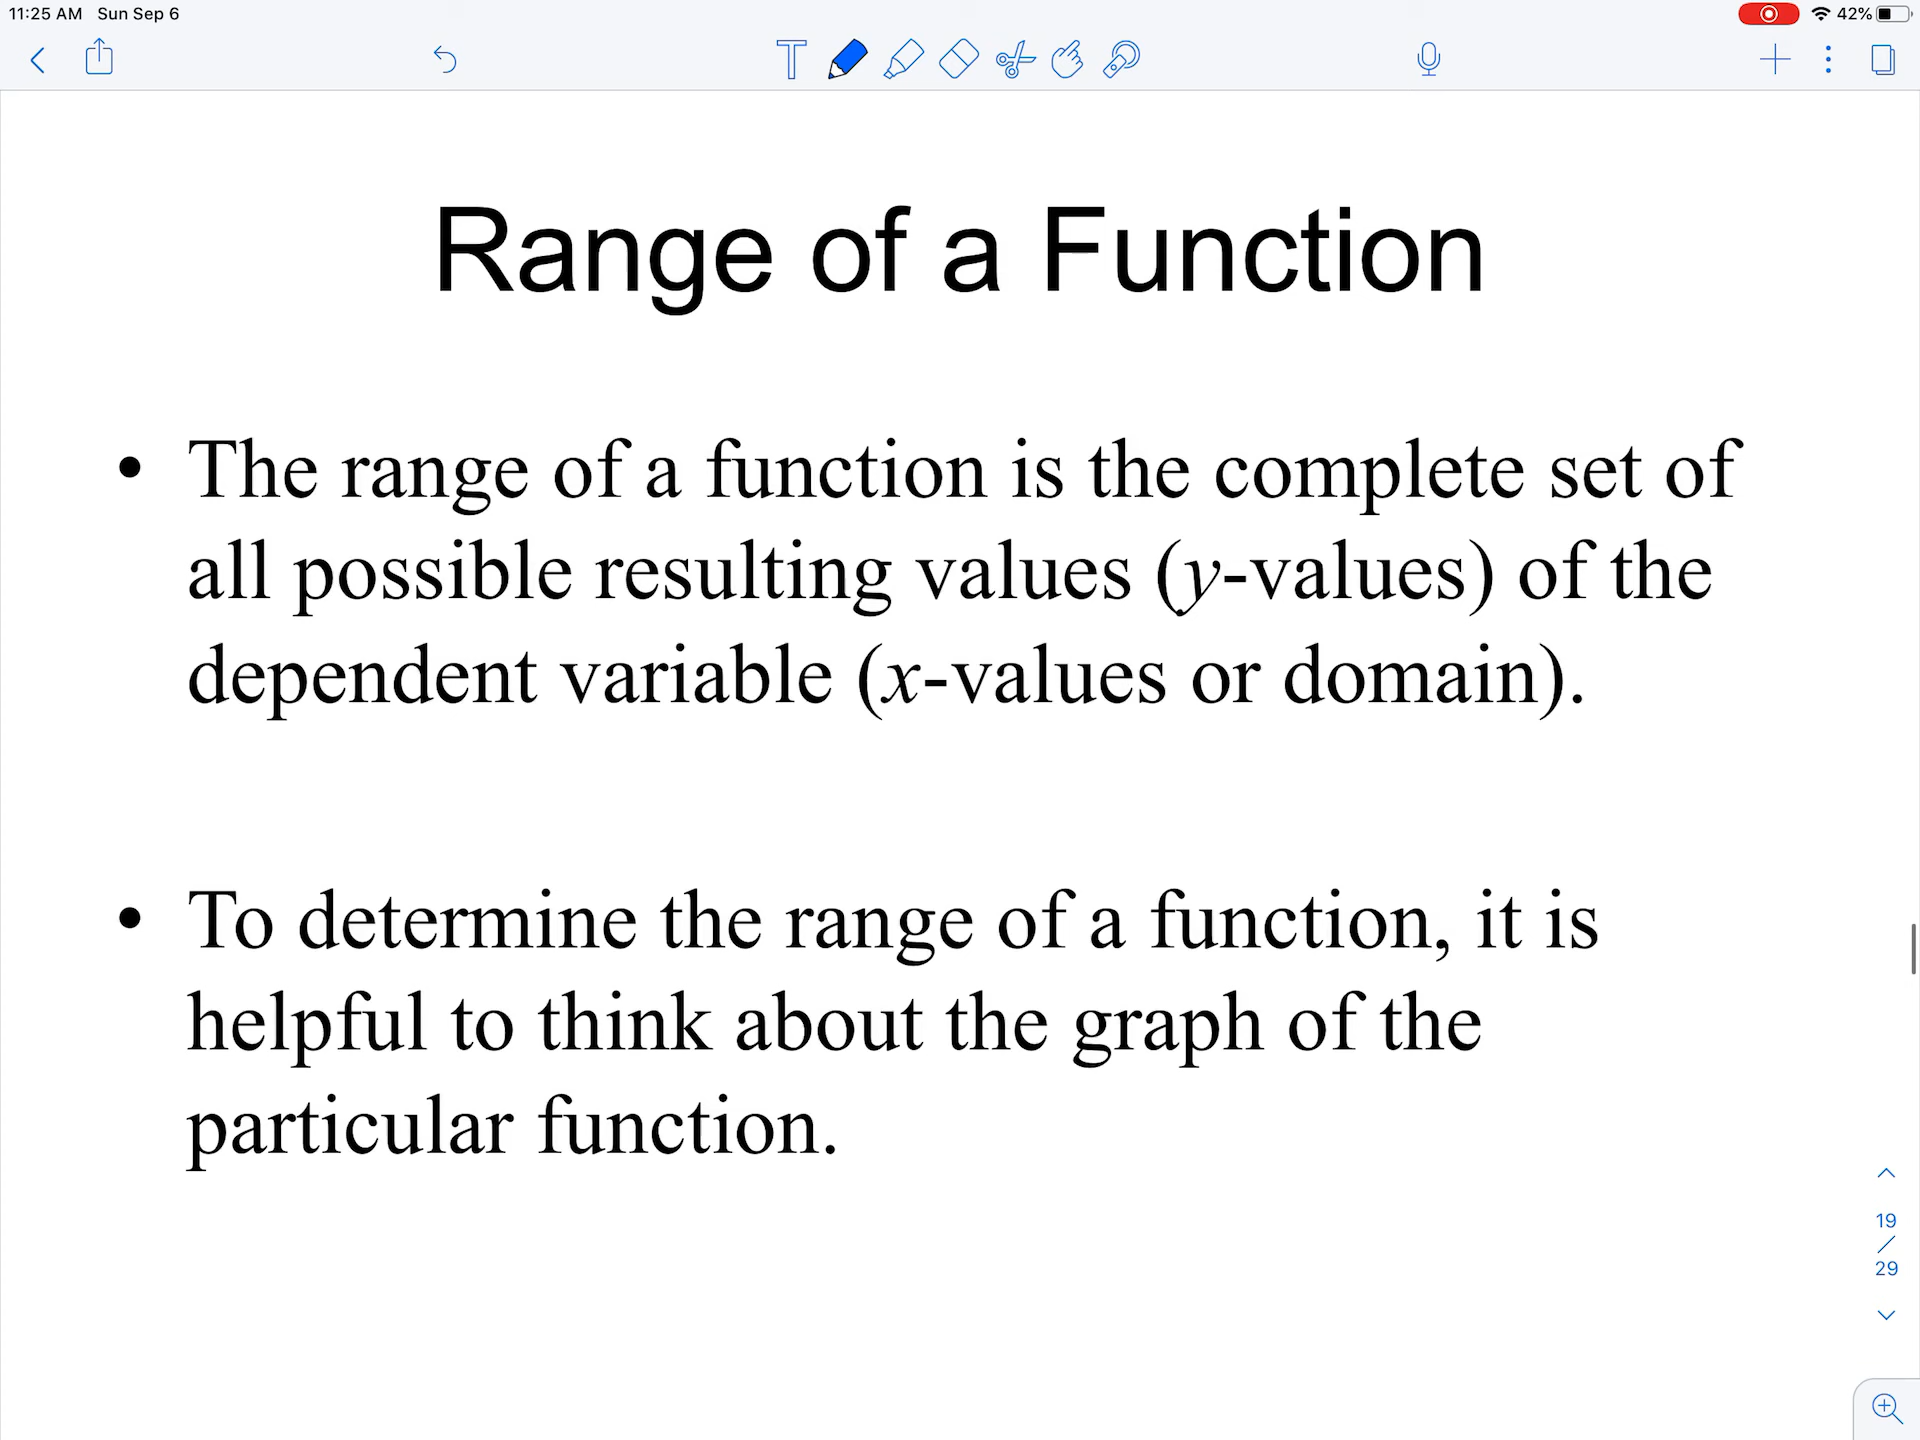 11:25 AM Sun Sep 6
42%
Range of a Function
• The range of a function is the complete set of
all possible resulting values (y-values) of the
dependent variable (x-values or domain).
• To determine the range of a function, it is
helpful to think about the graph of the
particular function.
19
/
29